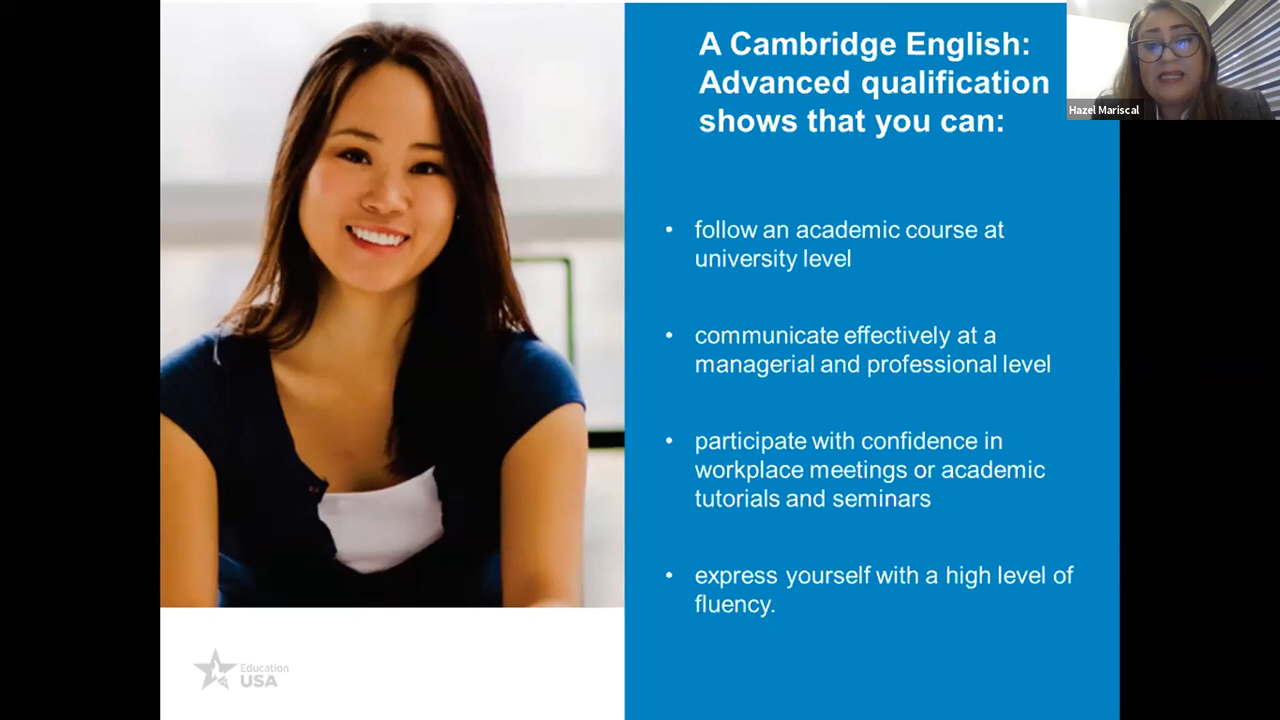 A Cambridge English:
Advanced qualification
shows that you can:
Hazel Mariscal
• follow an academic course at
university level
• communicate effectively at a
managerial and professional level
• participate with confidence in
workplace meetings or academic
tutorials and seminars
• express yourself with a high level of
fluency.
Education
USA